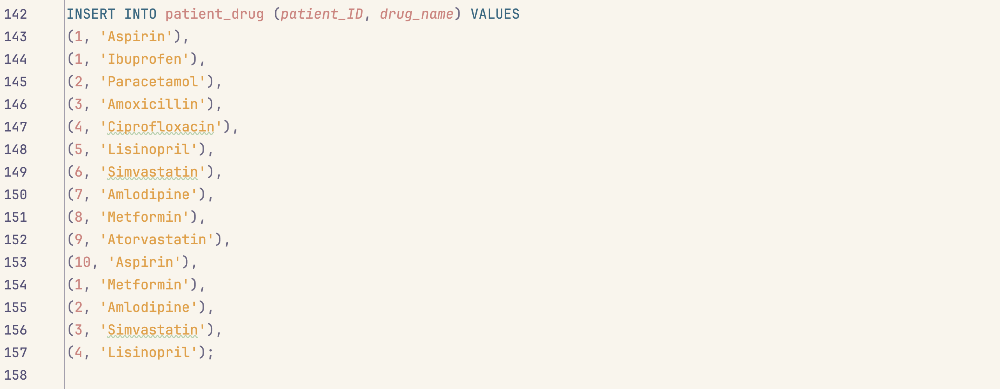 142 INSERT INTO patient_drug (patient_ID, drug_name) VALUES
143 (1, 'Aspirin'),
144 (1, 'Ibuprofen'),
145 (2, 'Paracetamol'),
146 (3, 'Amoxicillin'),
147 (4, 'Ciprofloxacin'),
148 (5, 'Lisinopril'),
149 (6, 'Simvastatin'),
150 (7, 'Amlodipine'),
151 (8, 'Metformin'),
152 (9, 'Atorvastatin'),
153 (10, 'Aspirin'),
154 (1, 'Metformin'),
155 (2, 'Amlodipine'),
156 (3, 'Simvastatin'),
157 (4, 'Lisinopril');
158